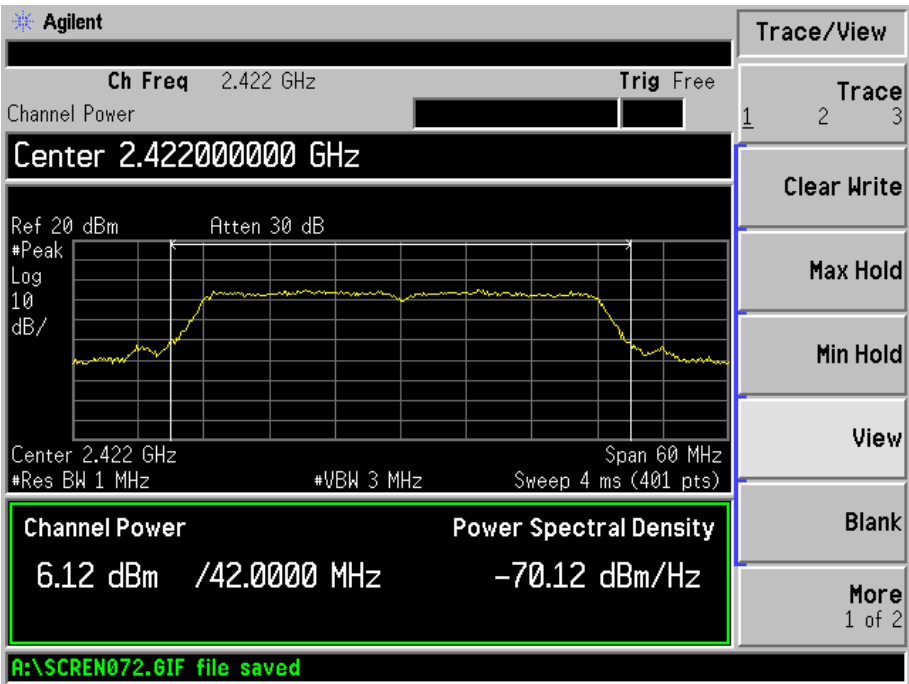 Agilent
Trace/View
Ch Freq 2.422 GHz Trig Free
Channel Power
Trace
1 2 3
Center 2.422000000 GHz
Clear Write
Ref 20 dBm Atten 30 dB
#Peak
Log
10
dB/
Max Hold
Min Hold
View
Center 2.422 GHz Span 60 MHz
#Res BW 1 MHz #VBW 3 MHz Sweep 4 ms (401 pts)
Blank
Channel Power Power Spectral Density
6.12 dBm /42.0000 MHz -70.12 dBm/Hz
More
1 of 2
A:\SCREN072.GIF file saved